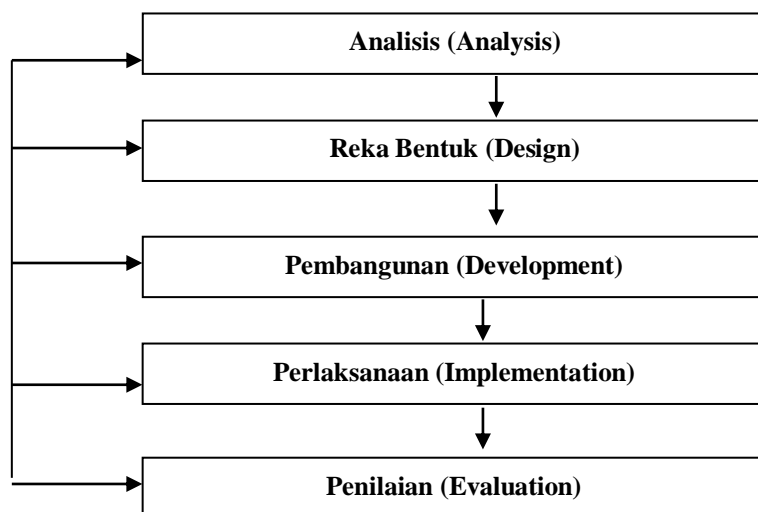 Analisis (Analysis)
Reka Bentuk (Design)
Pembangunan (Development)
Perlaksanaan (Implementation)
Penilaian (Evaluation)